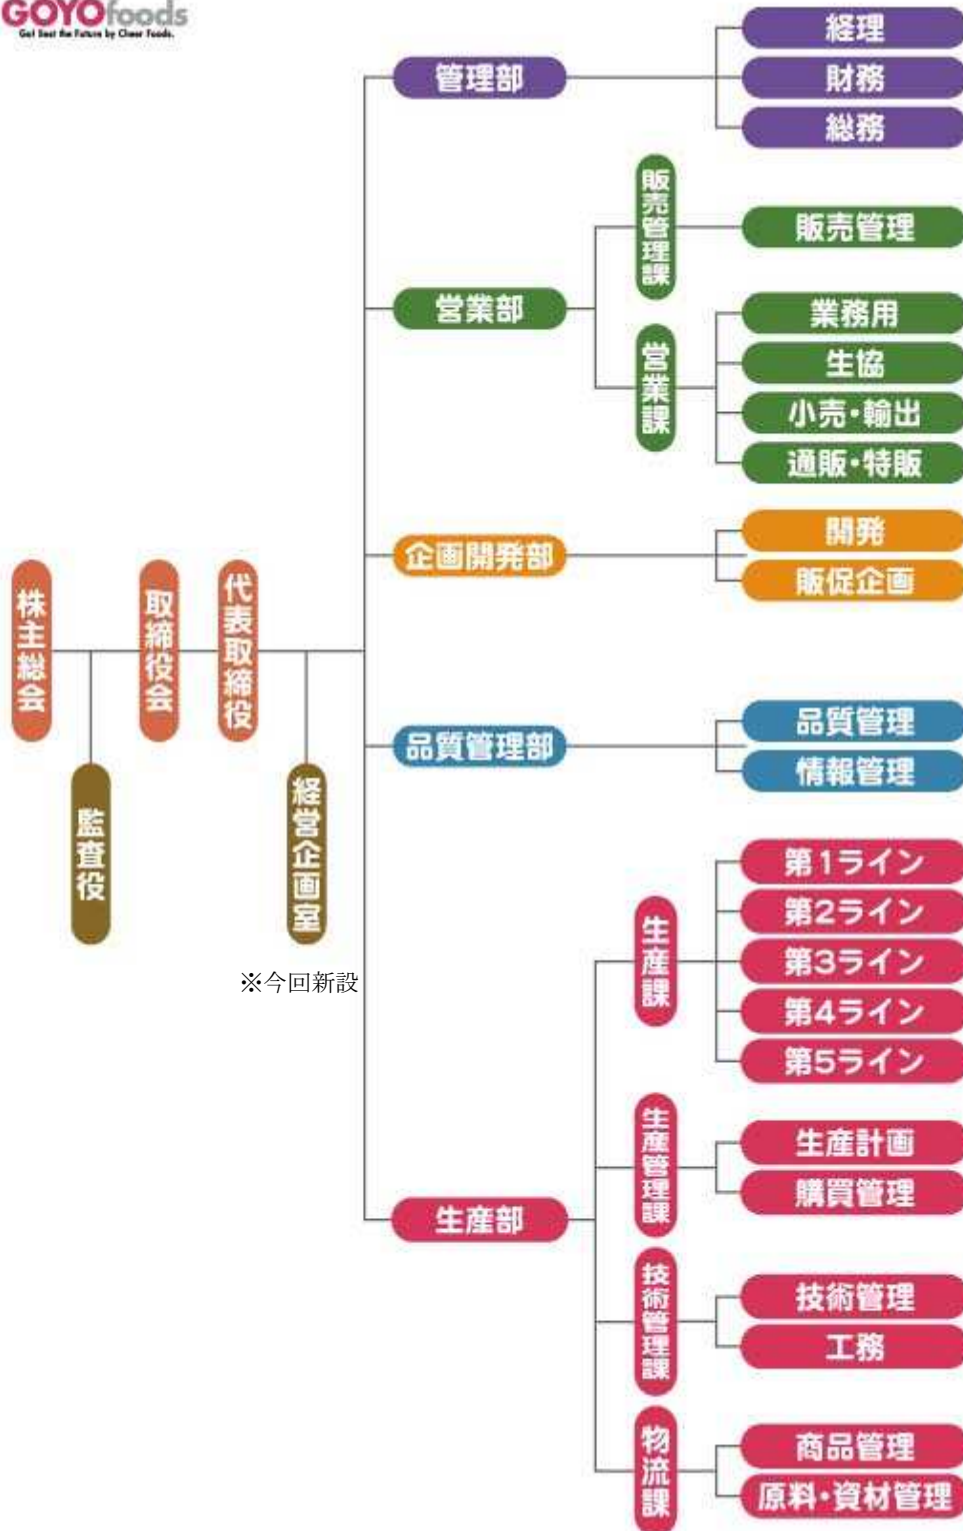 GOYOfoods
Get Best the Future by Cheer Foods.
株主総会
監査役
取締役会
代表取締役
経営企画室
※今回新設
管理部
経理
財務
総務
営業部
販売管理課
販売管理
営業課
業務用
生協
小売・輸出
通販・特販
企画開発部
開発
販促企画
品質管理部
品質管理
情報管理
生産部
生産課
第1ライン
第2ライン
第3ライン
第4ライン
第5ライン
生産管理課
生産計画
購買管理
技術管理課
技術管理
工務
物流課
商品管理
原料・資材管理